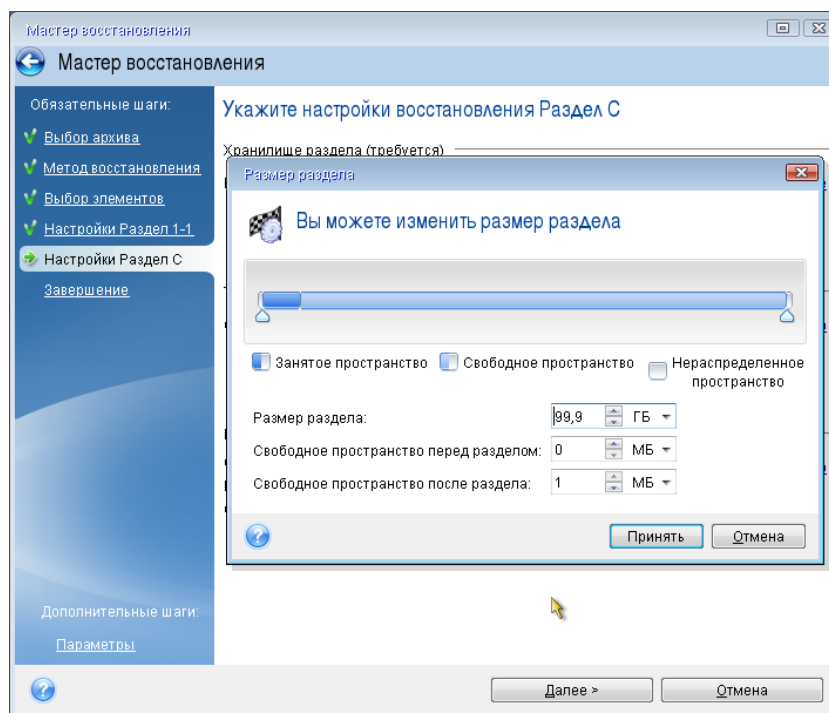 Мастер восстановления
Мастер восстановления
Обязательные шаги:
Выбор архива
Метод восстановления
Выбор элементов
Настройки Раздел 1-1
Настройки Раздел C
Завершение
Дополнительные шаги:
Параметры
Укажите настройки восстановления Раздел C
Хранилище раздела (требуется)
Размер раздела
Вы можете изменить размер раздела
Занятое пространство
Свободное пространство
Нераспределенное
пространство
Размер раздела: 99,9 ГБ
Свободное пространство перед разделом: 0 МБ
Свободное пространство после раздела: 1 МБ
Принять
Отмена
Далее >
Отмена